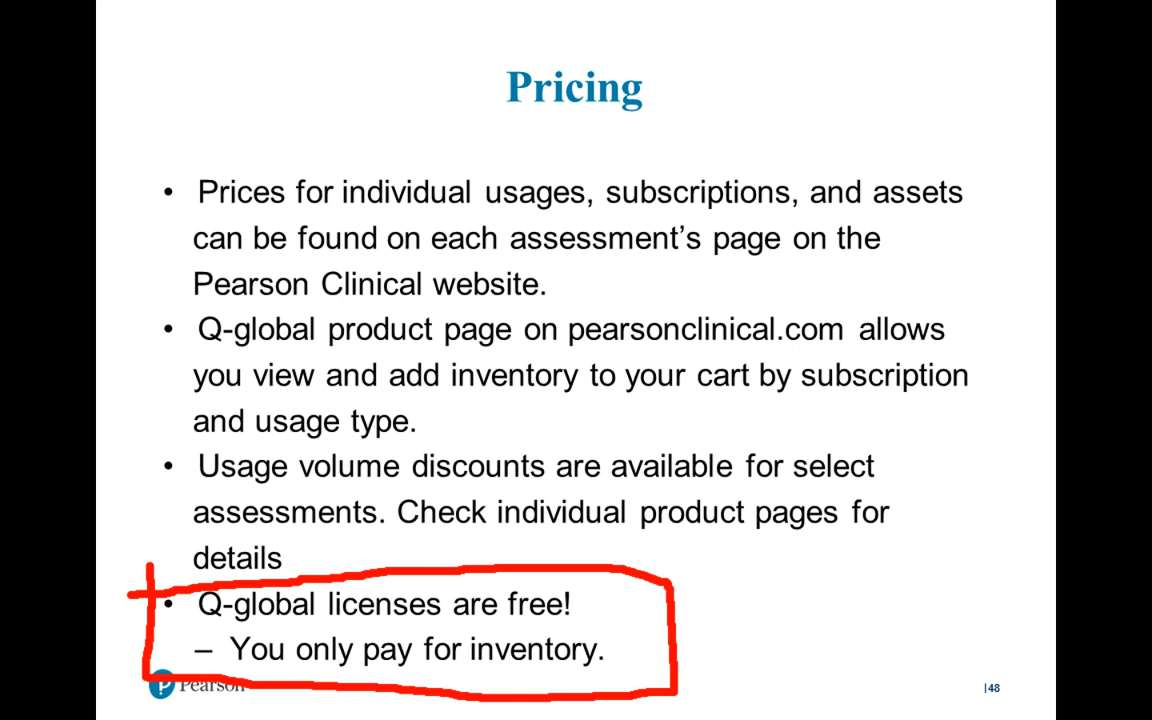 Pricing
• Prices for individual usages, subscriptions, and assets
can be found on each assessment’s page on the
Pearson Clinical website.
• Q-global product page on pearsonclinical.com allows
you view and add inventory to your cart by subscription
and usage type.
• Usage volume discounts are available for select
assessments. Check individual product pages for
details
• Q-global licenses are free!
– You only pay for inventory.
Pearson
|48